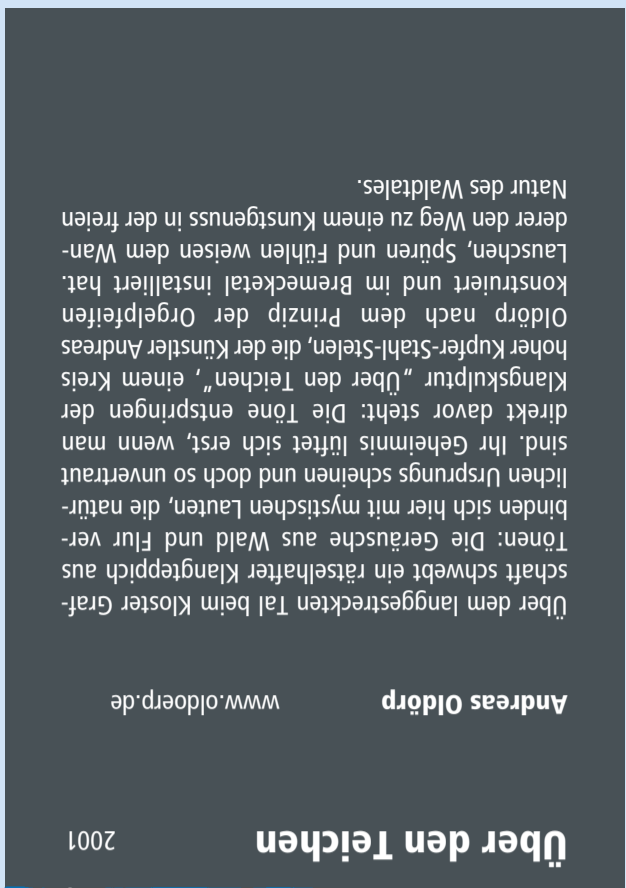 Über den Teichen 2001
Andreas Oldörp www.oldoerp.de
Über dem langgestreckten Tal beim Kloster Graf-
schaft schwebt ein rätselhafter Klangteppich aus
Tönen: Die Geräusche aus Wald und Flur ver-
binden sich hier mit mystischen Lauten, die natür-
lichen Ursprungs scheinen und doch so unvertraut
sind. Ihr Geheimnis lüftet sich erst, wenn man
direkt davor steht: Die Töne entspringen der
Klangskulptur „Über den Teichen“, einem Kreis
hoher Kupfer-Stahl-Stelen, die der Künstler Andreas
Oldörp nach dem Prinzip der Orgelpfeifen
konstruiert und im Bremecketal installiert hat.
Lauschen, Spüren und Fühlen weisen dem Wan-
derer den Weg zu einem Kunstgenuss in der freien
Natur des Waldtales.